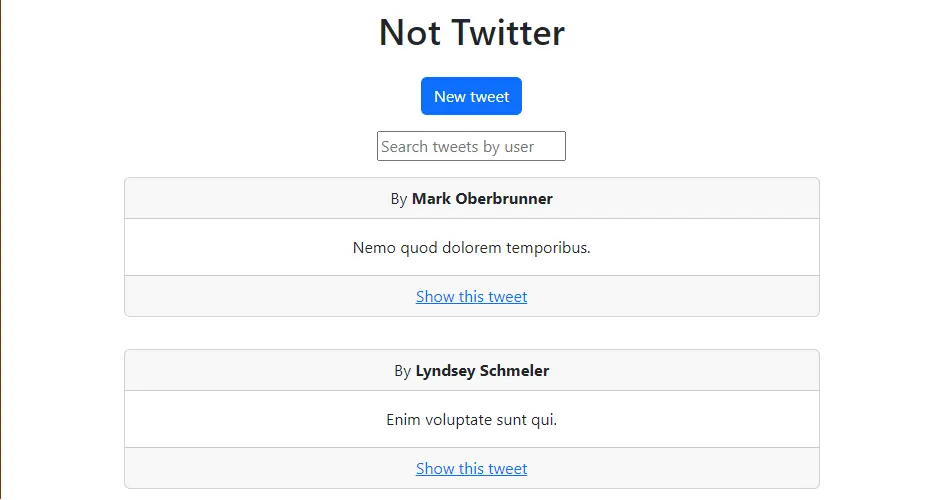 Not Twitter
New tweet
Search tweets by user
By Mark Oberbrunner
Nemo quod dolorem temporibus.
Show this tweet
By Lyndsey Schmeler
Enim voluptate sunt qui.
Show this tweet